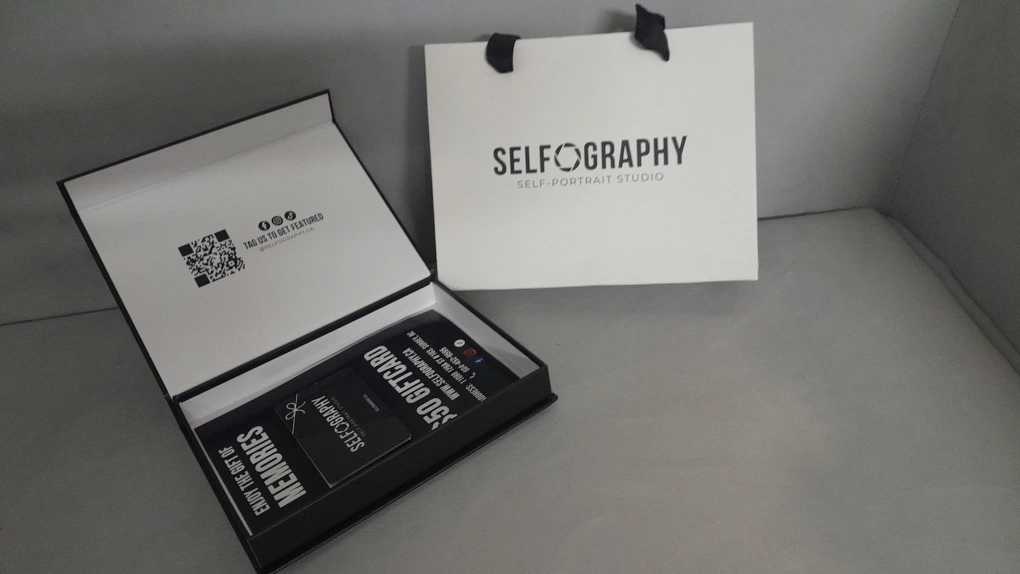 SELFOGRAPHY
SELF-PORTRAIT STUDIO
TAG US TO GET FEATURED
@SELFOGRAPHY.CA
ENJOY THE GIFT OF
MEMORIES
SELFOGRAPHY
$50 GIFTCARD
WWW.SELFOGRAPHY.CA